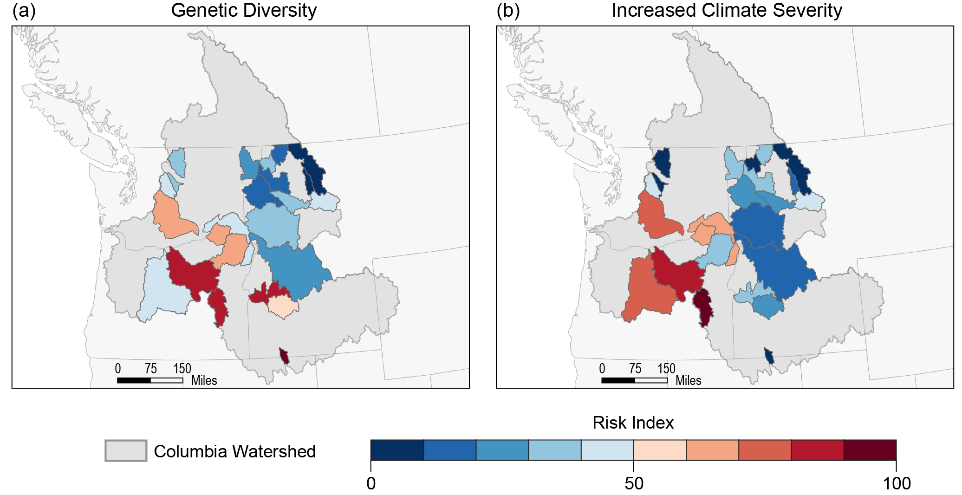 (a) Genetic Diversity
(b) Increased Climate Severity
0 75 150
Miles
0 75 150
Miles
Risk Index
Columbia Watershed
0 50 100